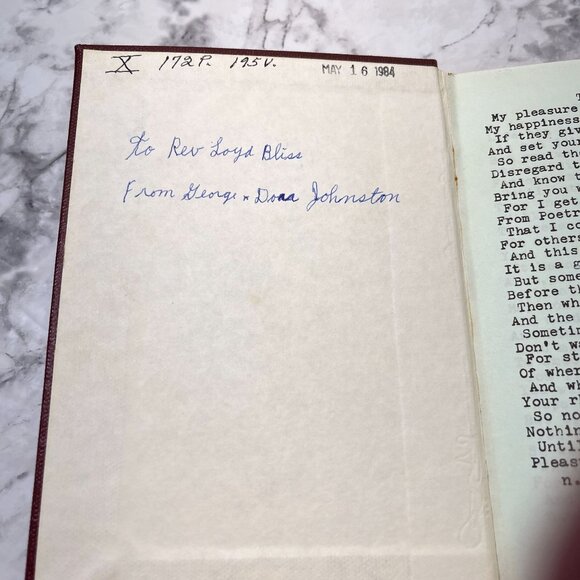 X 172P. 195V. MAY 16 1984
To Rev Loyd Bliss
From George & Dora Johnston
My pleasure
My happiness
If they giv
And set your
So read th
Disregard t
And know t
Bring you
For I get
From Poetr
That I co
For others
And this
It is a g
But some
Before th
Then wh
And the
Sometin
Don't wa
For st
Of wher
And wh
Your rh
So no
Nothin
Until
Pleas
n.